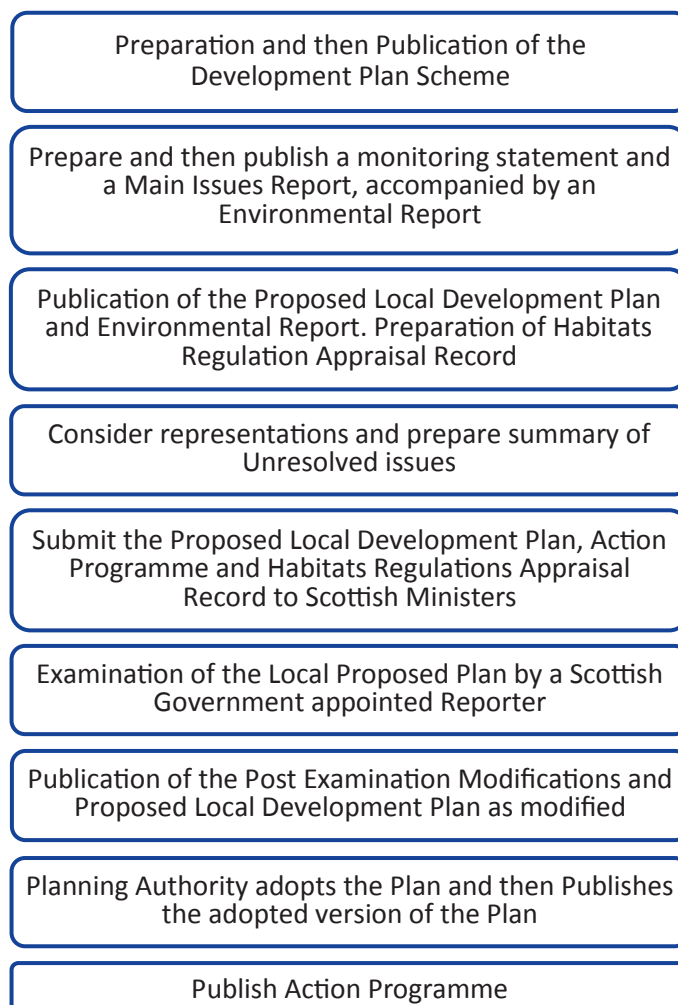 Preparation and then Publication of the
Development Plan Scheme
Prepare and then publish a monitoring statement and
a Main Issues Report, accompanied by an
Environmental Report
Publication of the Proposed Local Development Plan
and Environmental Report. Preparation of Habitats
Regulation Appraisal Record
Consider representations and prepare summary of
Unresolved issues
Submit the Proposed Local Development Plan, Action
Programme and Habitats Regulations Appraisal
Record to Scottish Ministers
Examination of the Local Proposed Plan by a Scottish
Government appointed Reporter
Publication of the Post Examination Modifications and
Proposed Local Development Plan as modified
Planning Authority adopts the Plan and then Publishes
the adopted version of the Plan
Publish Action Programme